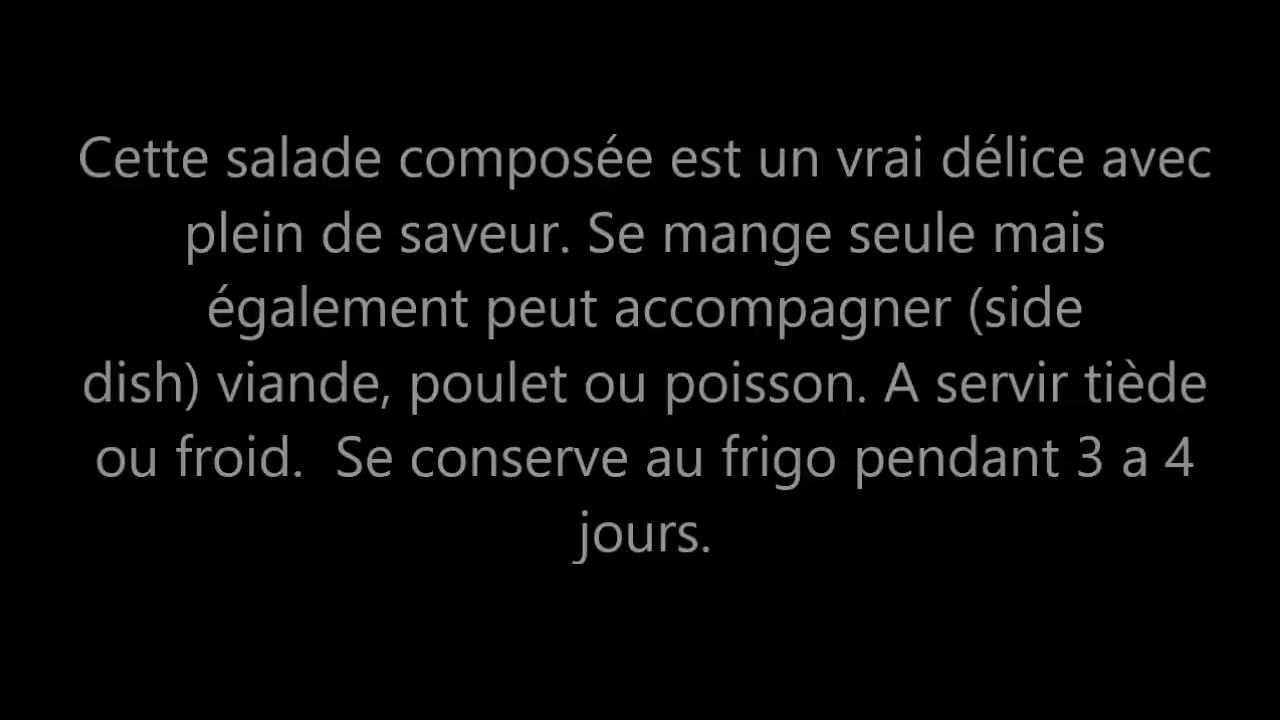 Cette salade composée est un vrai délice avec
plein de saveur. Se mange seule mais
également peut accompagner (side
dish) viande, poulet ou poisson. A servir tiède
ou froid.  Se conserve au frigo pendant 3 a 4
jours.